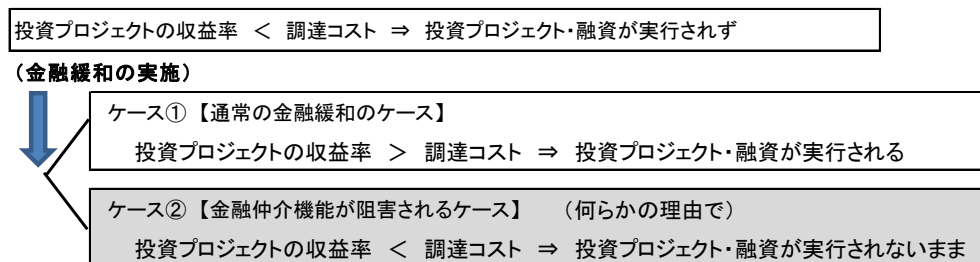 投資プロジェクトの収益率 ＜ 調達コスト ⇒ 投資プロジェクト・融資が実行されず
（金融緩和の実施）
ケース①【通常の金融緩和のケース】
投資プロジェクトの収益率 ＞ 調達コスト ⇒ 投資プロジェクト・融資が実行される
ケース②【金融仲介機能が阻害されるケース】 （何らかの理由で）
投資プロジェクトの収益率 ＜ 調達コスト ⇒ 投資プロジェクト・融資が実行されないまま